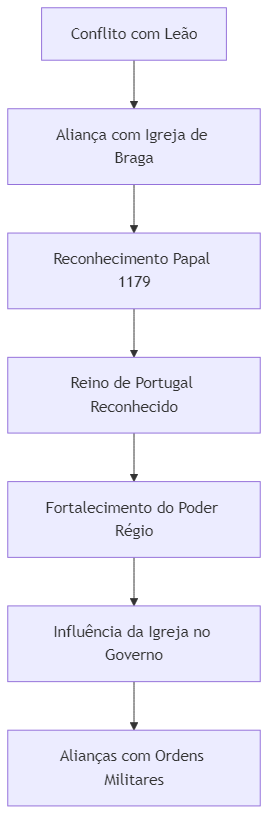 Conflito com Leão
Aliança com Igreja de
Braga
Reconhecimento Papal
1179
Reino de Portugal
Reconhecido
Fortalecimento do Poder
Régio
Influência da Igreja no
Governo
Alianças com Ordens
Militares